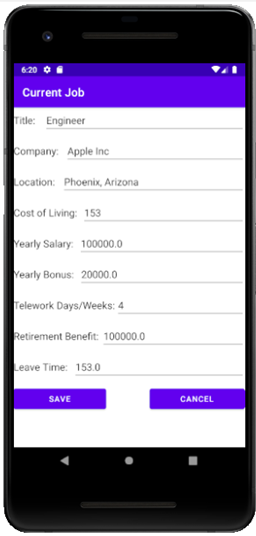 6:20
Current Job
Title: Engineer
Company: Apple Inc
Location: Phoenix, Arizona
Cost of Living: 153
Yearly Salary: 100000.0
Yearly Bonus: 20000.0
Telework Days/Weeks: 4
Retirement Benefit: 100000.0
Leave Time: 153.0
SAVE CANCEL